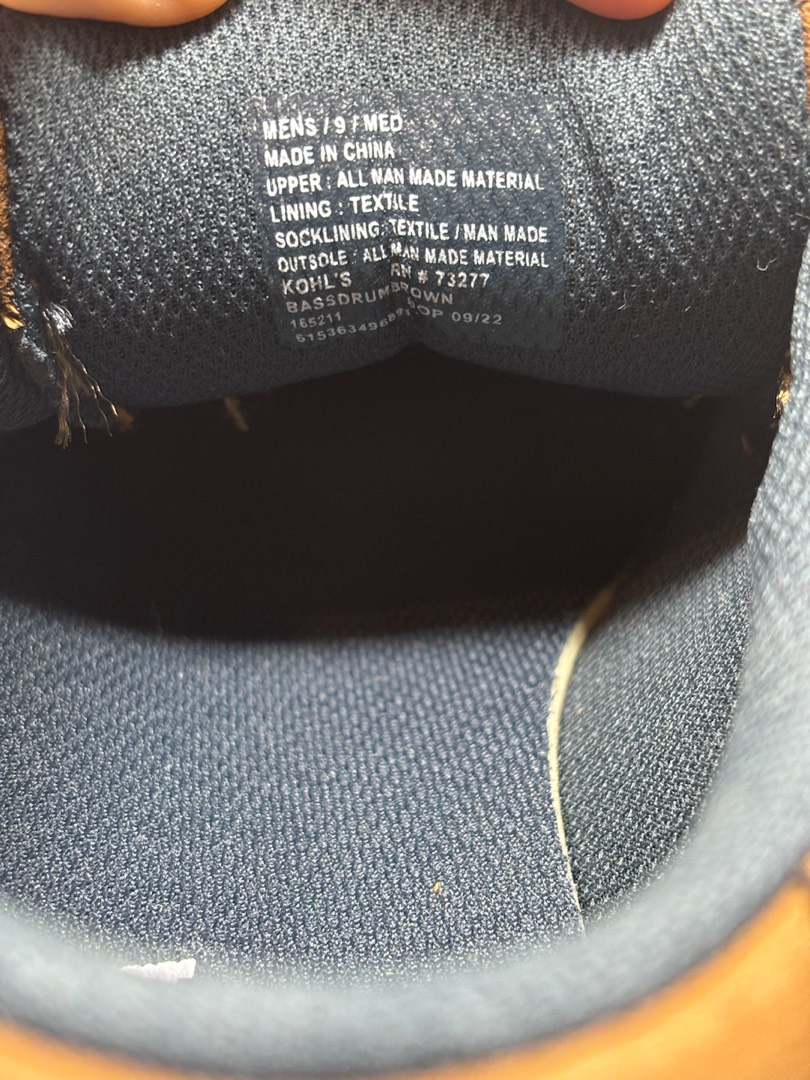 MENS / 9 / MED
MADE IN CHINA
UPPER : ALL MAN MADE MATERIAL
LINING : TEXTILE
SOCKLINING: TEXTILE / MAN MADE
OUTSOLE : ALL MAN MADE MATERIAL
KOHL'S RN # 73277
BASSDRUM BROWN
165211
09/22